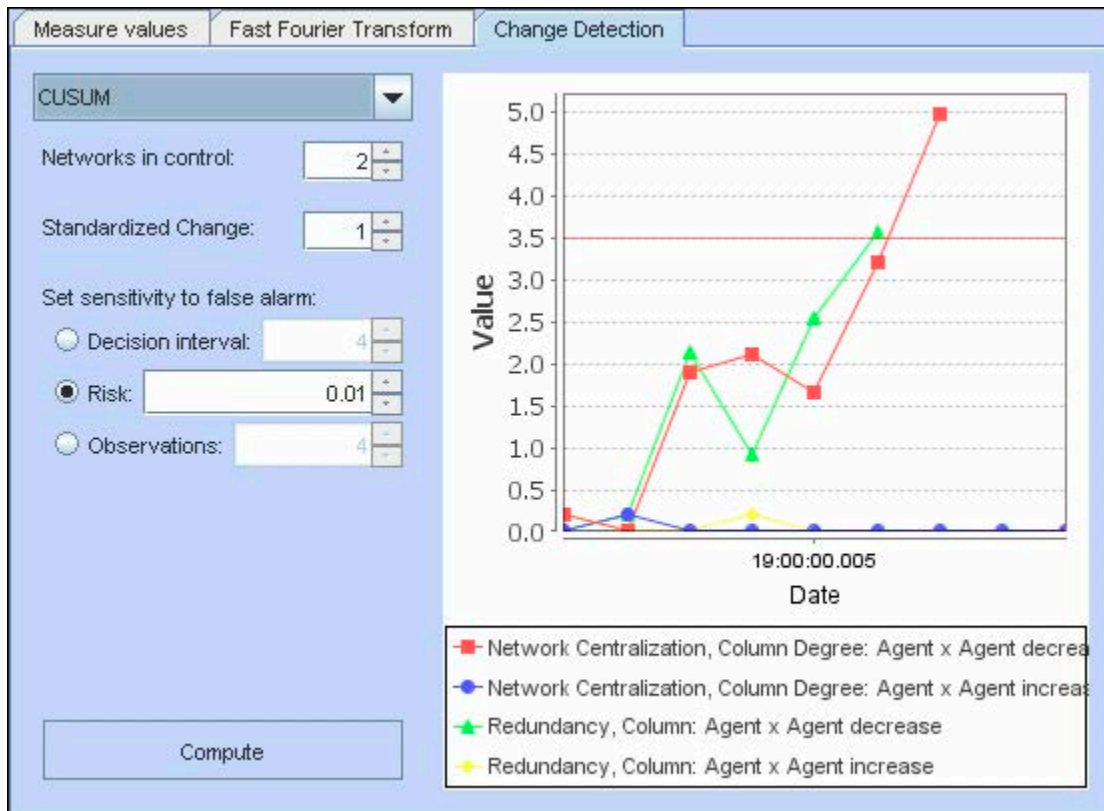 Measure values Fast Fourier Transform Change Detection
CUSUM
Networks in control: 2
Standardized Change: 1
Set sensitivity to false alarm:
Decision interval: 4
Risk: 0.01
Observations: 4
Compute
5.0
4.5
4.0
3.5
3.0
2.5
2.0
1.5
1.0
0.5
0.0
Value
19:00:00.005
Date
Network Centralization, Column Degree: Agent x Agent decrea
Network Centralization, Column Degree: Agent x Agent increas
Redundancy, Column: Agent x Agent decrease
Redundancy, Column: Agent x Agent increase